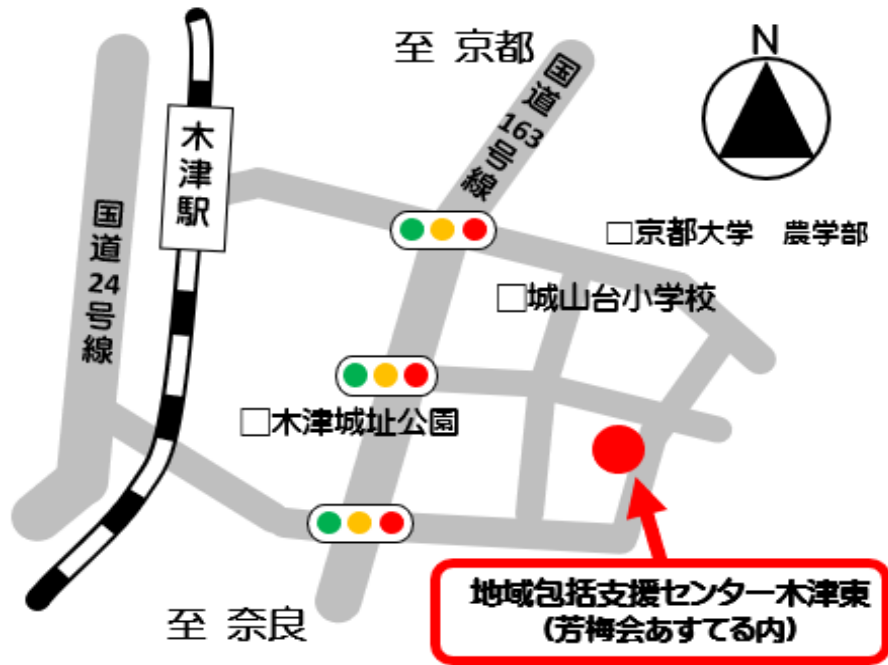 至 京都
N
国道163号線
木津駅
国道24号線
□京都大学 農学部
□城山台小学校
□木津城址公園
地域包括支援センター木津東
(芳梅会あすてる内)
至 奈良